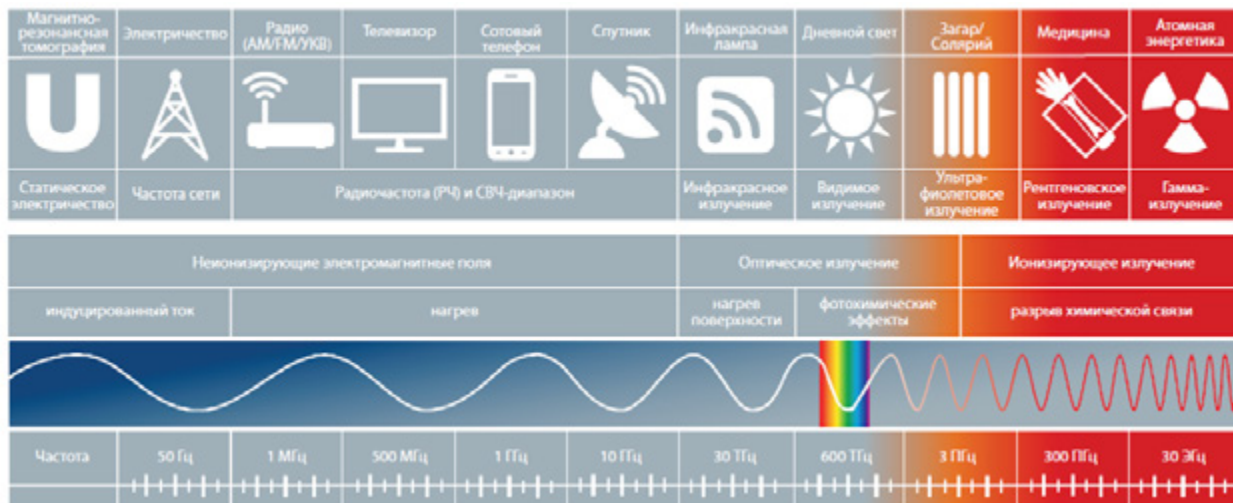 Магнитно-
резонансная
томография
Электричество
Радио
(АМ/FM/УКВ)
Телевизор
Сотовый
телефон
Спутник
Инфракрасная
лампа
Дневной свет
Загар/
Солярий
Медицина
Атомная
энергетика
Статическое
электричество
Частота сети
Радиочастота (РЧ) и СВЧ-диапазон
Инфракрасное
излучение
Видимое
излучение
Ультра-
фиолетовое
излучение
Рентгеновское
излучение
Гамма-
излучение
Неионизирующие электромагнитные поля
Оптическое излучение
Ионизирующее излучение
индуцированный ток
нагрев
нагрев
поверхности
фотохимические
эффекты
разрыв химической связи
Частота
50 Гц
1 МГц
500 МГц
1 ГГц
10 ГГц
30 ТГц
600 ТГц
3 ПГц
300 ПГц
30 ЭГц